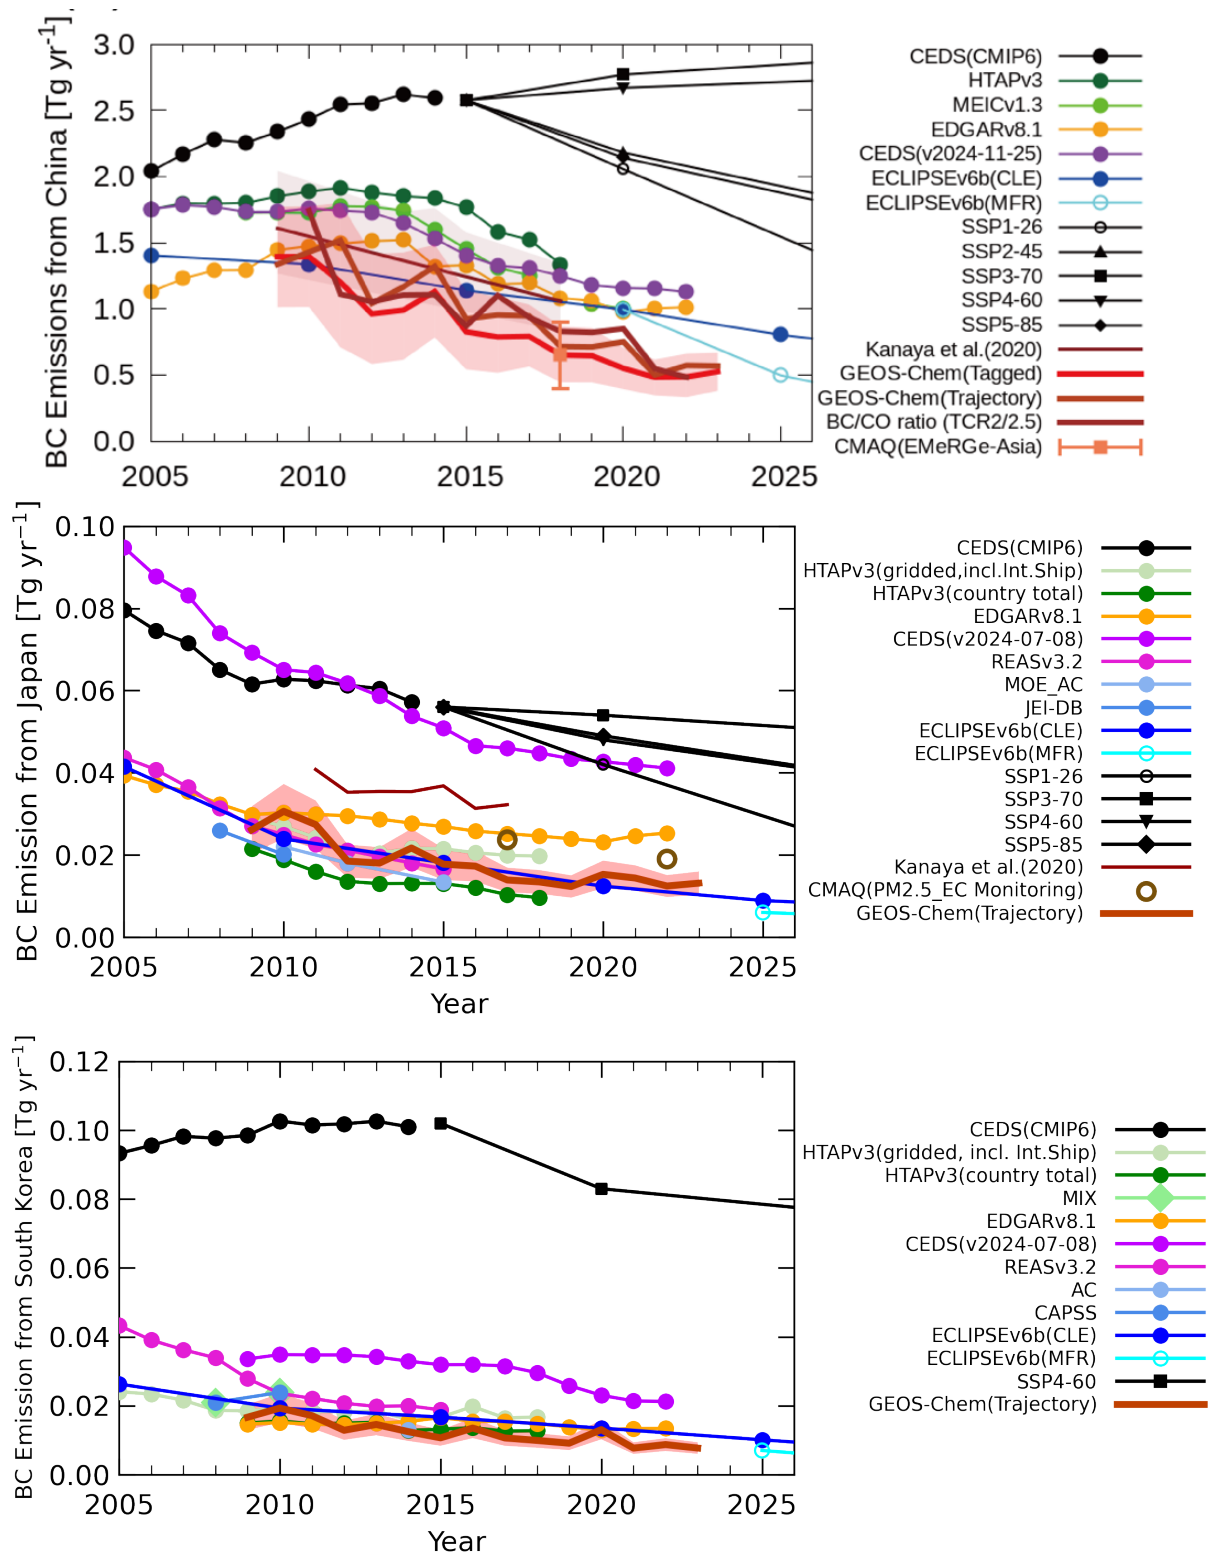 BC Emissions from China [Tg yr-1]
3.0
2.5
2.0
1.5
1.0
0.5
0.0
2005 2010 2015 2020 2025
CEDS(CMIP6)
HTAPv3
MEICv1.3
EDGARv8.1
CEDS(v2024-11-25)
ECLIPSEv6b(CLE)
ECLIPSEv6b(MFR)
SSP1-26
SSP2-45
SSP3-70
SSP4-60
SSP5-85
Kanaya et al.(2020)
GEOS-Chem(Tagged)
GEOS-Chem(Trajectory)
BC/CO ratio (TCR2/2.5)
CMAQ(EMeRGe-Asia)
BC Emission from Japan [Tg yr−1]
0.10
0.08
0.06
0.04
0.02
0.00
2005 2010 2015 2020 2025
Year
CEDS(CMIP6)
HTAPv3(gridded,incl.Int.Ship)
HTAPv3(country total)
EDGARv8.1
CEDS(v2024-07-08)
REASv3.2
MOE_AC
JEI-DB
ECLIPSEv6b(CLE)
ECLIPSEv6b(MFR)
SSP1-26
SSP3-70
SSP4-60
SSP5-85
Kanaya et al.(2020)
CMAQ(PM2.5_EC Monitoring)
GEOS-Chem(Trajectory)
BC Emission from South Korea [Tg yr−1]
0.12
0.10
0.08
0.06
0.04
0.02
0.00
2005 2010 2015 2020 2025
Year
CEDS(CMIP6)
HTAPv3(gridded, incl. Int.Ship)
HTAPv3(country total)
MIX
EDGARv8.1
CEDS(v2024-07-08)
REASv3.2
AC
CAPSS
ECLIPSEv6b(CLE)
ECLIPSEv6b(MFR)
SSP4-60
GEOS-Chem(Trajectory)